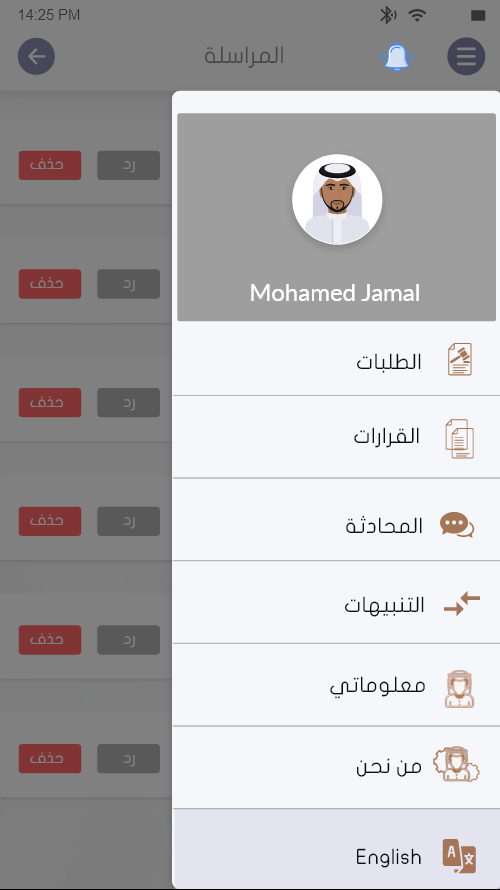 14:25 PM
المراسلة
Mohamed Jamal
الطلبات
القرارات
المحادثة
التنبيهات
معلوماتي
من نحن
English
رد حذف
رد حذف
رد حذف
رد حذف
رد حذف
رد حذف